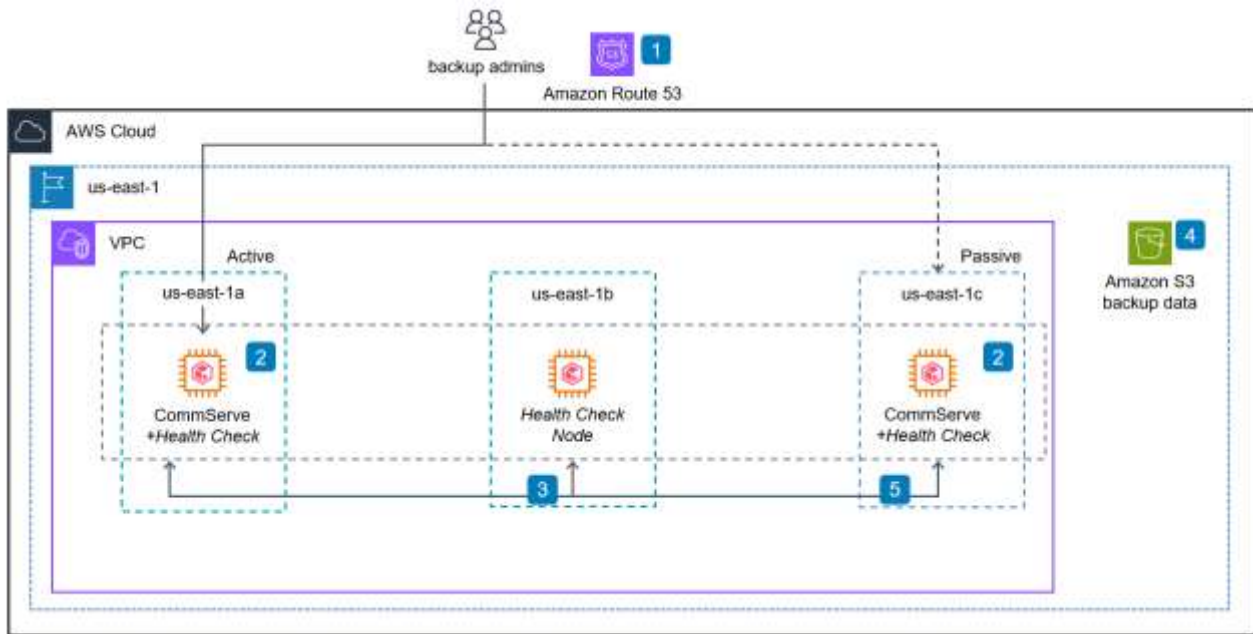 backup admins
1
Amazon Route 53
AWS Cloud
us-east-1
VPC
Active
Passive
4
us-east-1a
us-east-1b
us-east-1c
Amazon S3
backup data
2
2
CommServe
+Health Check
Health Check
Node
CommServe
+Health Check
3
5